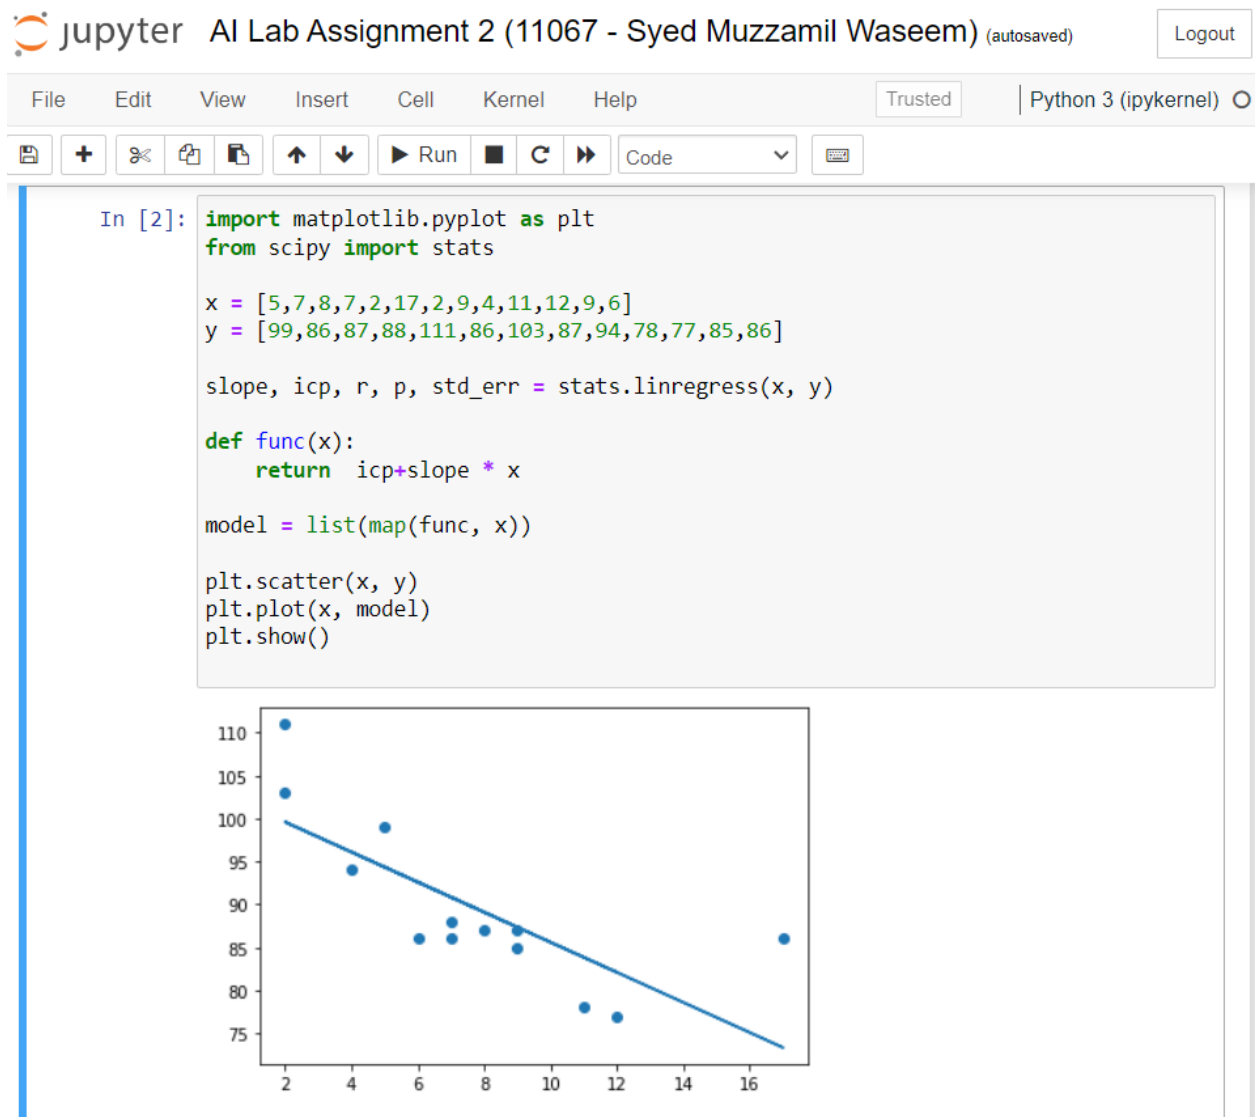 jupyter AI Lab Assignment 2 (11067 - Syed Muzzamil Waseem) (autosaved) Logout
File Edit View Insert Cell Kernel Help Trusted Python 3 (ipykernel)
Run Code
In [2]: import matplotlib.pyplot as plt
from scipy import stats
x = [5,7,8,7,2,17,2,9,4,11,12,9,6]
y = [99,86,87,88,111,86,103,87,94,78,77,85,86]
slope, icp, r, p, std_err = stats.linregress(x, y)
def func(x):
    return  icp+slope * x
model = list(map(func, x))
plt.scatter(x, y)
plt.plot(x, model)
plt.show()
110
105
100
95
90
85
80
75
2 4 6 8 10 12 14 16